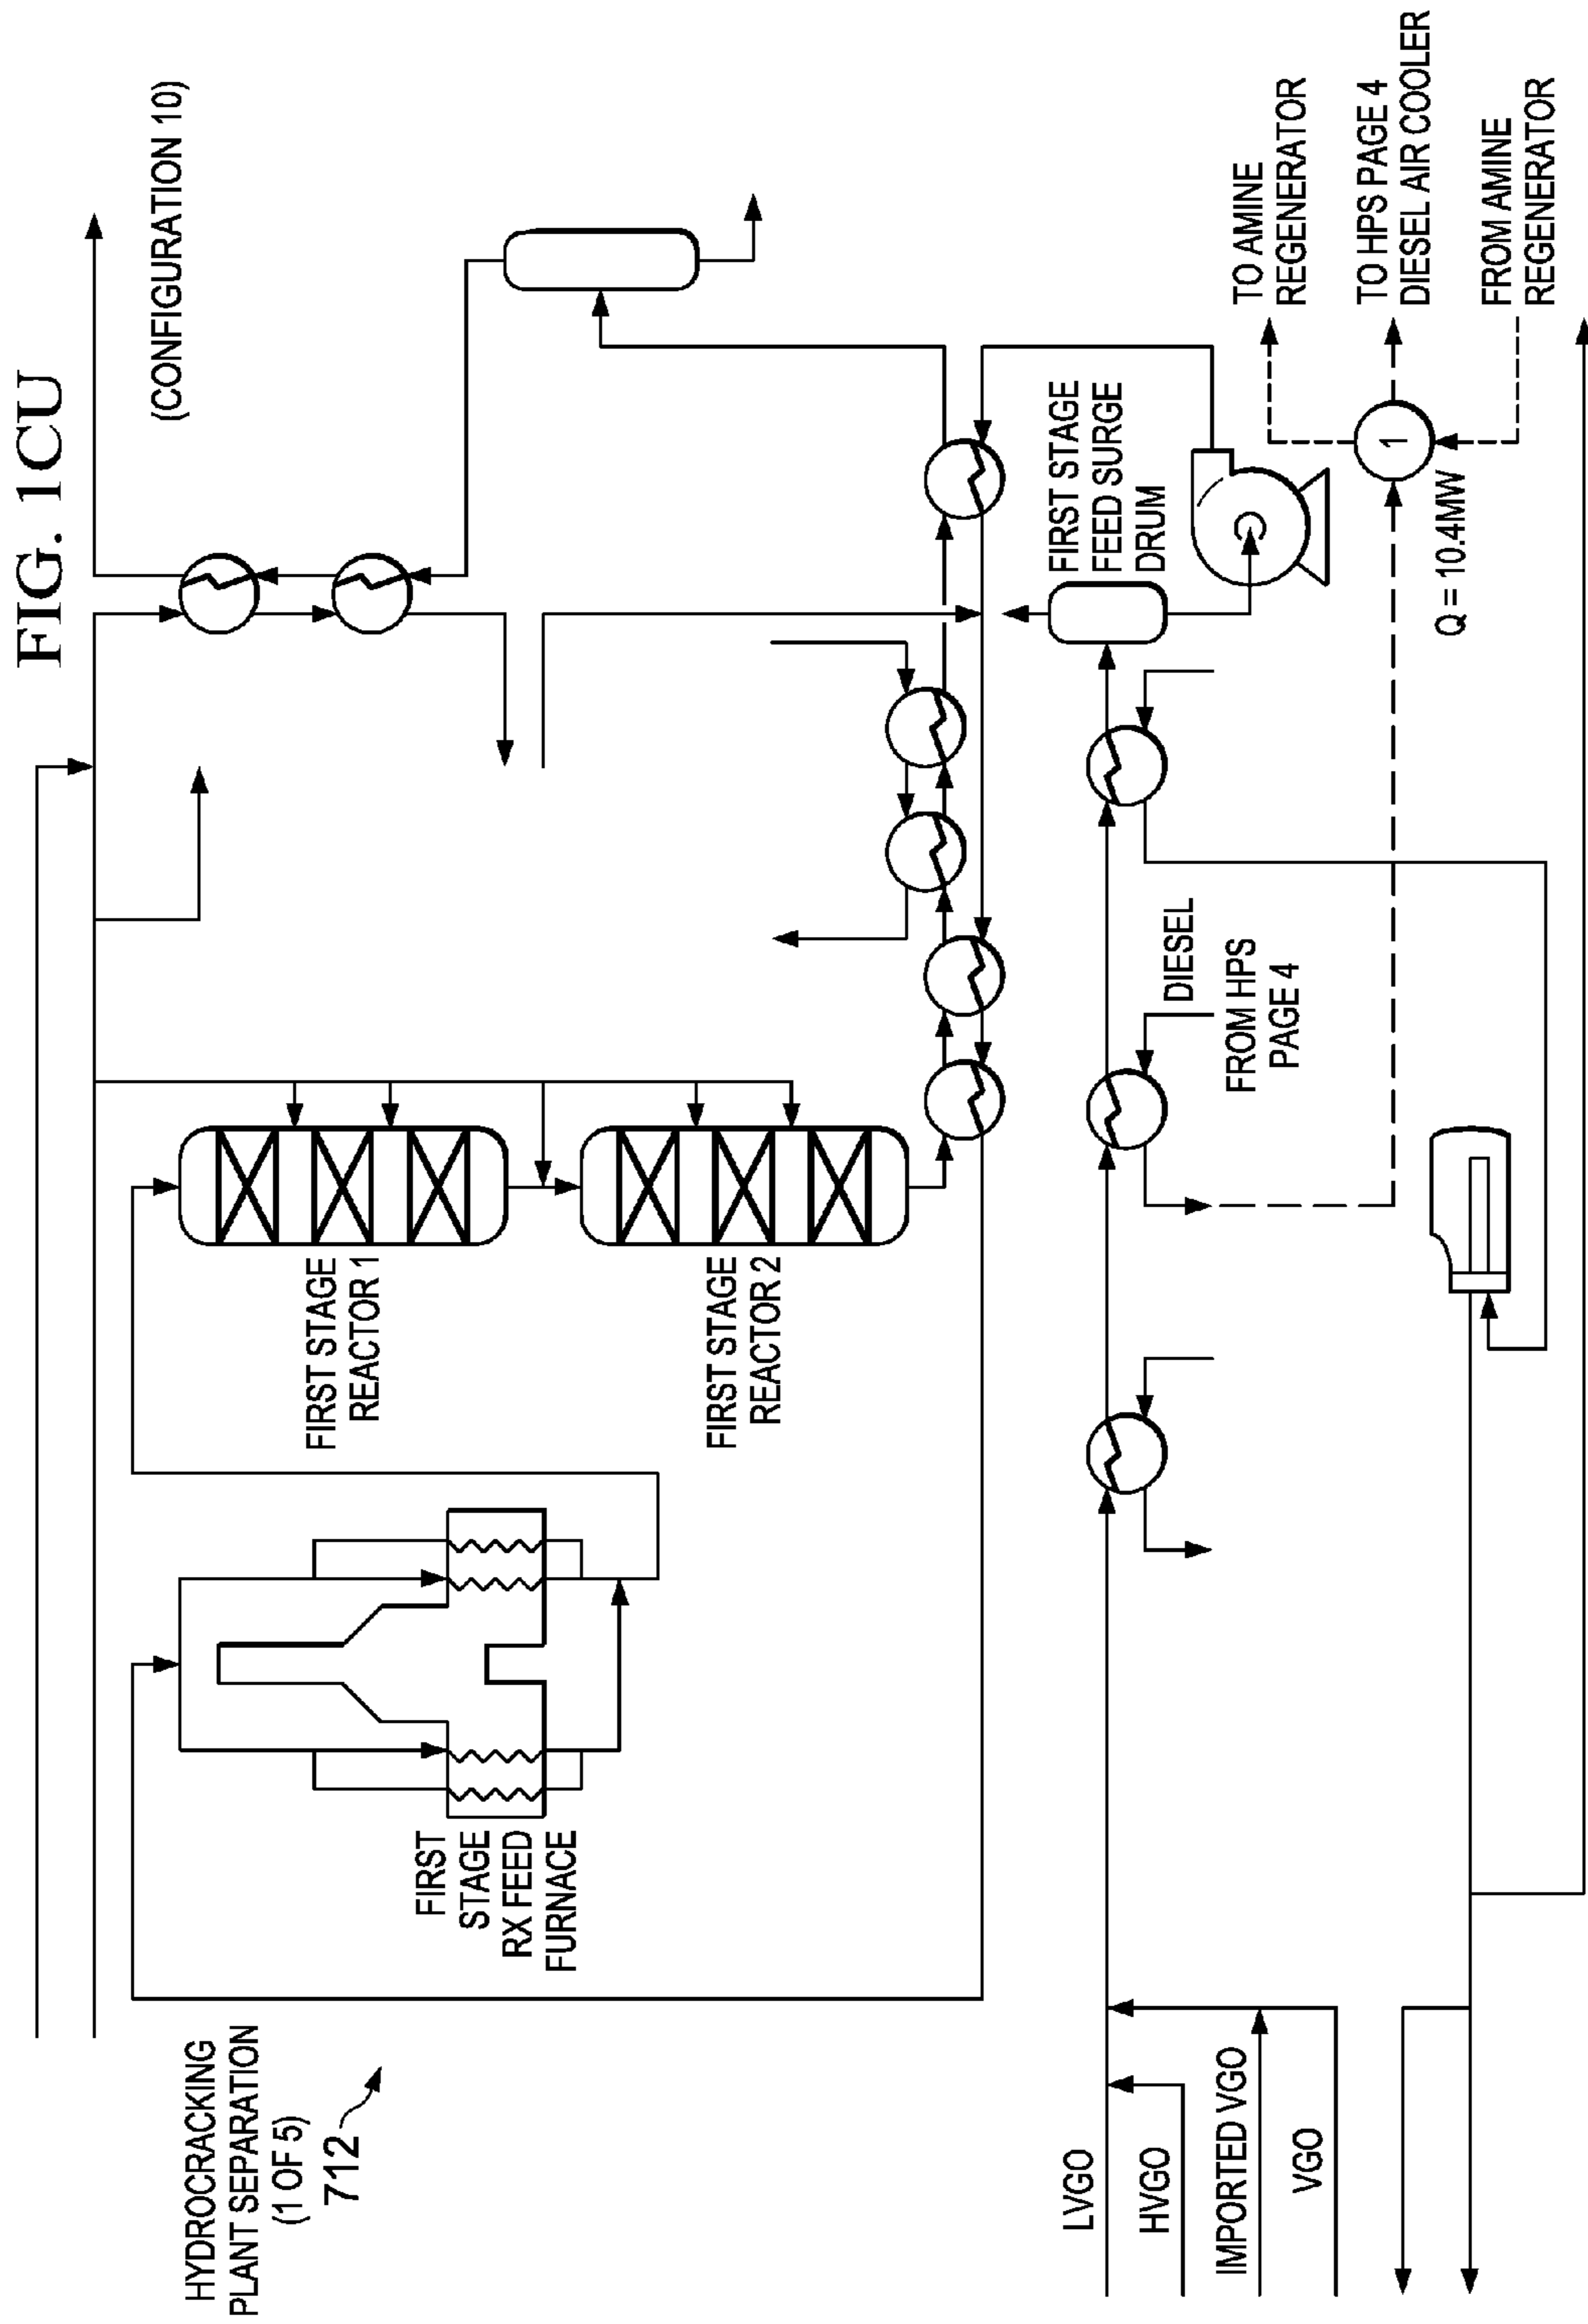 FIG. 1CU
(CONFIGURATION 10)
HYDROCRACKING
PLANT SEPARATION
(1 OF 5)
712
FIRST
STAGE
RX FEED
FURNACE
FIRST STAGE
REACTOR 1
FIRST STAGE
REACTOR 2
FIRST STAGE
FEED SURGE
DRUM
LVGO
HVGO
IMPORTED VGO
VGO
DIESEL
FROM HPS
PAGE 4
TO AMINE
REGENERATOR
TO HPS PAGE 4
DIESEL AIR COOLER
FROM AMINE
REGENERATOR
1
Q = 10.4MW